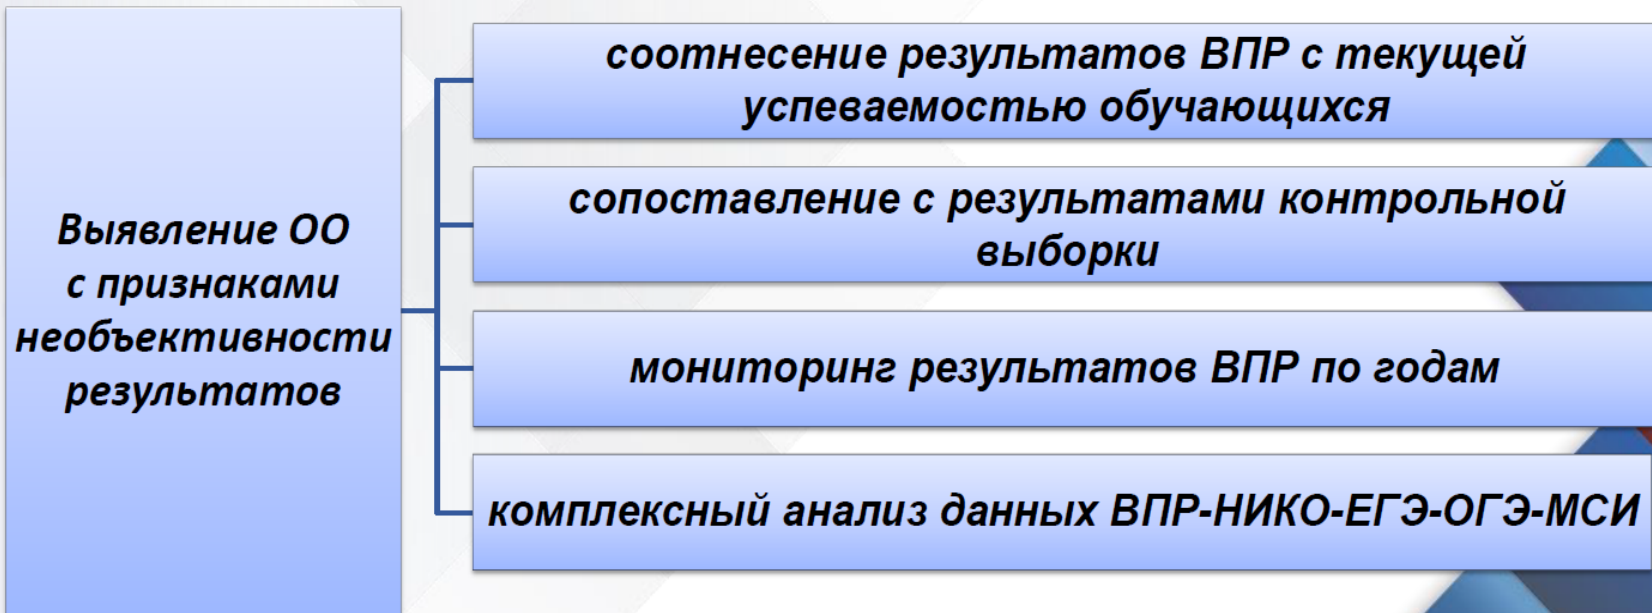 Выявление ОО
с признаками
необъективности
результатов
соотнесение результатов ВПР с текущей
успеваемостью обучающихся
сопоставление с результатами контрольной
выборки
мониторинг результатов ВПР по годам
комплексный анализ данных ВПР-НИКО-ЕГЭ-ОГЭ-МСИ